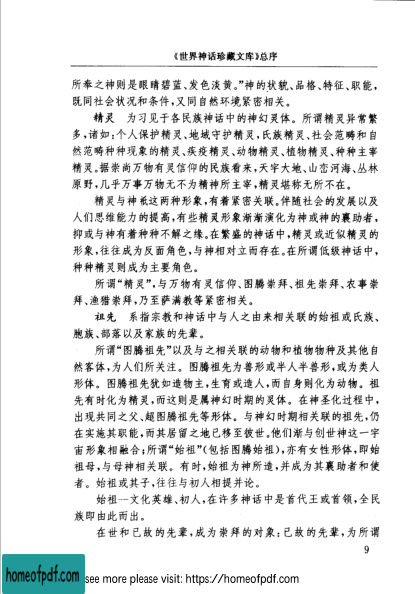 《世界神话珍藏文库》总序
所奉之神则是眼睛碧蓝、发色淡黄。”神的状貌、品格、特征、职能，
既同社会状况和条件，又同自然环境紧密相关。
精灵　为习见于各民族神话中的神幻灵体。所谓精灵异常繁
多，诸如：个人保护精灵、地域守护精灵，氏族精灵、社会范畴和自
然范畴种种现象的精灵、疾疫精灵、动物精灵、植物精灵、种种主宰
精灵。据崇尚万物有灵信仰的民族看来，天宇大地、山峦河海、丛林
原野，几乎万事万物无不为精神所主宰，精灵堪称无所不在。
精灵与神祇这两种形象，有着紧密关联。伴随社会的发展以及
人们思维能力的提高，有些精灵形象渐渐演化为神或神的襄助者，
抑或与神有着种种不解之缘。在繁盛的神话中，精灵或近似精灵的
形象，往往成为反面角色，与神相对立而存在。在所谓低级神话中，
种种精灵则成为主要角色。
所谓“精灵”，与万物有灵信仰、图腾崇拜、祖先崇拜、农事崇
拜、渔猎崇拜，乃至萨满教等紧密相关。
祖先　系指宗教和神话中与人之由来相关联的始祖或氏族、
胞族、部落以及家族的先辈。
所谓“图腾祖先”以及与之相关联的动物和植物物种及其他自
然客体，为人们所关注。图腾祖先为兽形或半人半兽形，或为类人
形体。图腾祖先犹如造物主，生育或造人，而自身则化为动物。祖
先有时化为精灵，而这则是属神幻时期的灵体。在神圣化过程中，
出现共同之父、超图腾祖先等形体。与神幻时期相关联的祖先，仍
在实施其职能，而其居留之地已移至彼世。他们渐与创世神这一宇
宙形象相融合；所谓“始祖”（包括图腾始祖），亦有女性形体，即始
祖母，与母神相关联。有时，始祖为神所造，并成为其襄助者和使
者。始祖或其子，往往与初人相提并论。
始祖—文化英雄、初人，在许多神话中是首代王或首领，全民
族即由此而出。
在世和已故的先辈，成为崇拜的对象；已故的先辈，为所谓
9
homeofpdf.com
see more please visit: https://homeofpdf.com